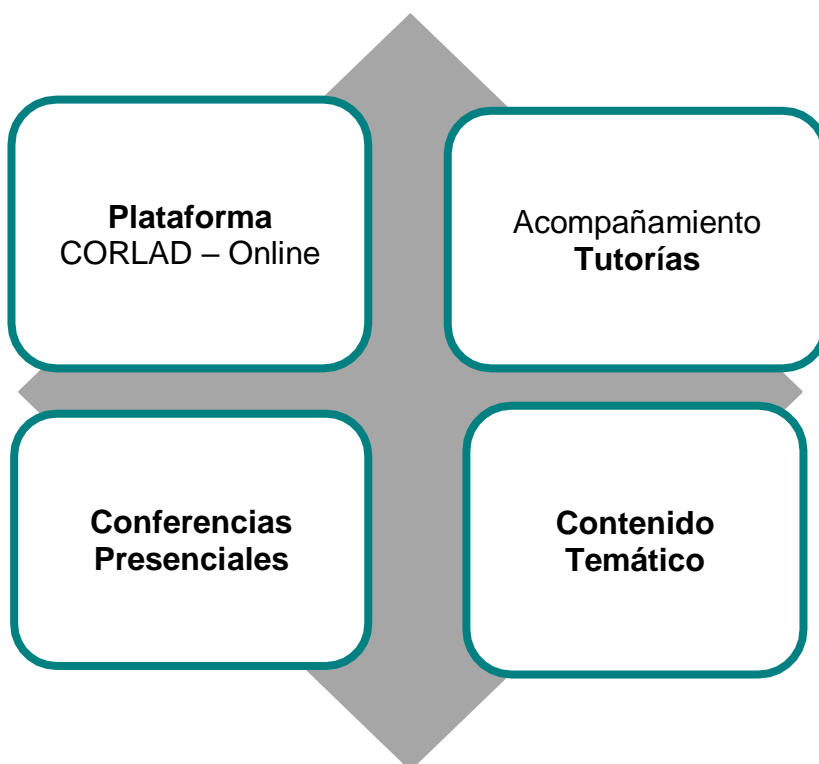 Plataforma
CORLAD – Online
Acompañamiento
Tutorías
Conferencias
Presenciales
Contenido
Temático